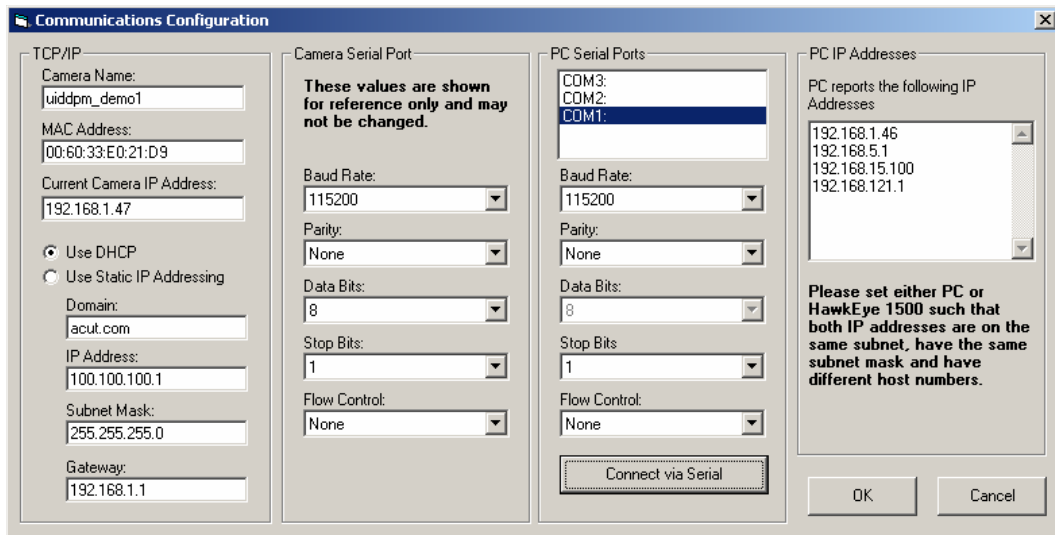 Communications Configuration
TCP/IP
Camera Name:
uiddpm_demo1
MAC Address:
00:60:33:E0:21:D9
Current Camera IP Address:
192.168.1.47
Use DHCP
Use Static IP Addressing
Domain:
acut.com
IP Address:
100.100.100.1
Subnet Mask:
255.255.255.0
Gateway:
192.168.1.1
Camera Serial Port
These values are shown
for reference only and may
not be changed.
Baud Rate:
115200
Parity:
None
Data Bits:
8
Stop Bits:
1
Flow Control:
None
PC Serial Ports
COM3:
COM2:
COM1:
Baud Rate:
115200
Parity:
None
Data Bits:
8
Stop Bits
1
Flow Control:
None
Connect via Serial
PC IP Addresses
PC reports the following IP
Addresses
192.168.1.46
192.168.5.1
192.168.15.100
192.168.121.1
Please set either PC or
HawkEye 1500 such that
both IP addresses are on the
same subnet, have the same
subnet mask and have
different host numbers.
OK
Cancel